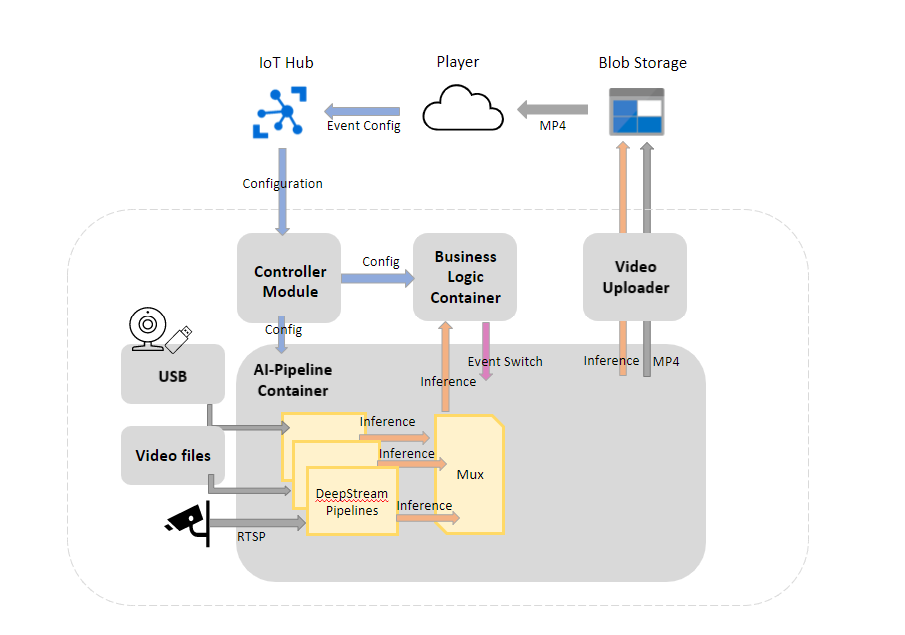 IoT Hub
Player
Blob Storage
Event Config
MP4
Configuration
Controller
Module
Config
Business
Logic
Container
Video
Uploader
Config
USB
AI-Pipeline
Container
Inference
Event Switch
Inference
MP4
Video files
Inference
Inference
Inference
DeepStream
Pipelines
Mux
RTSP